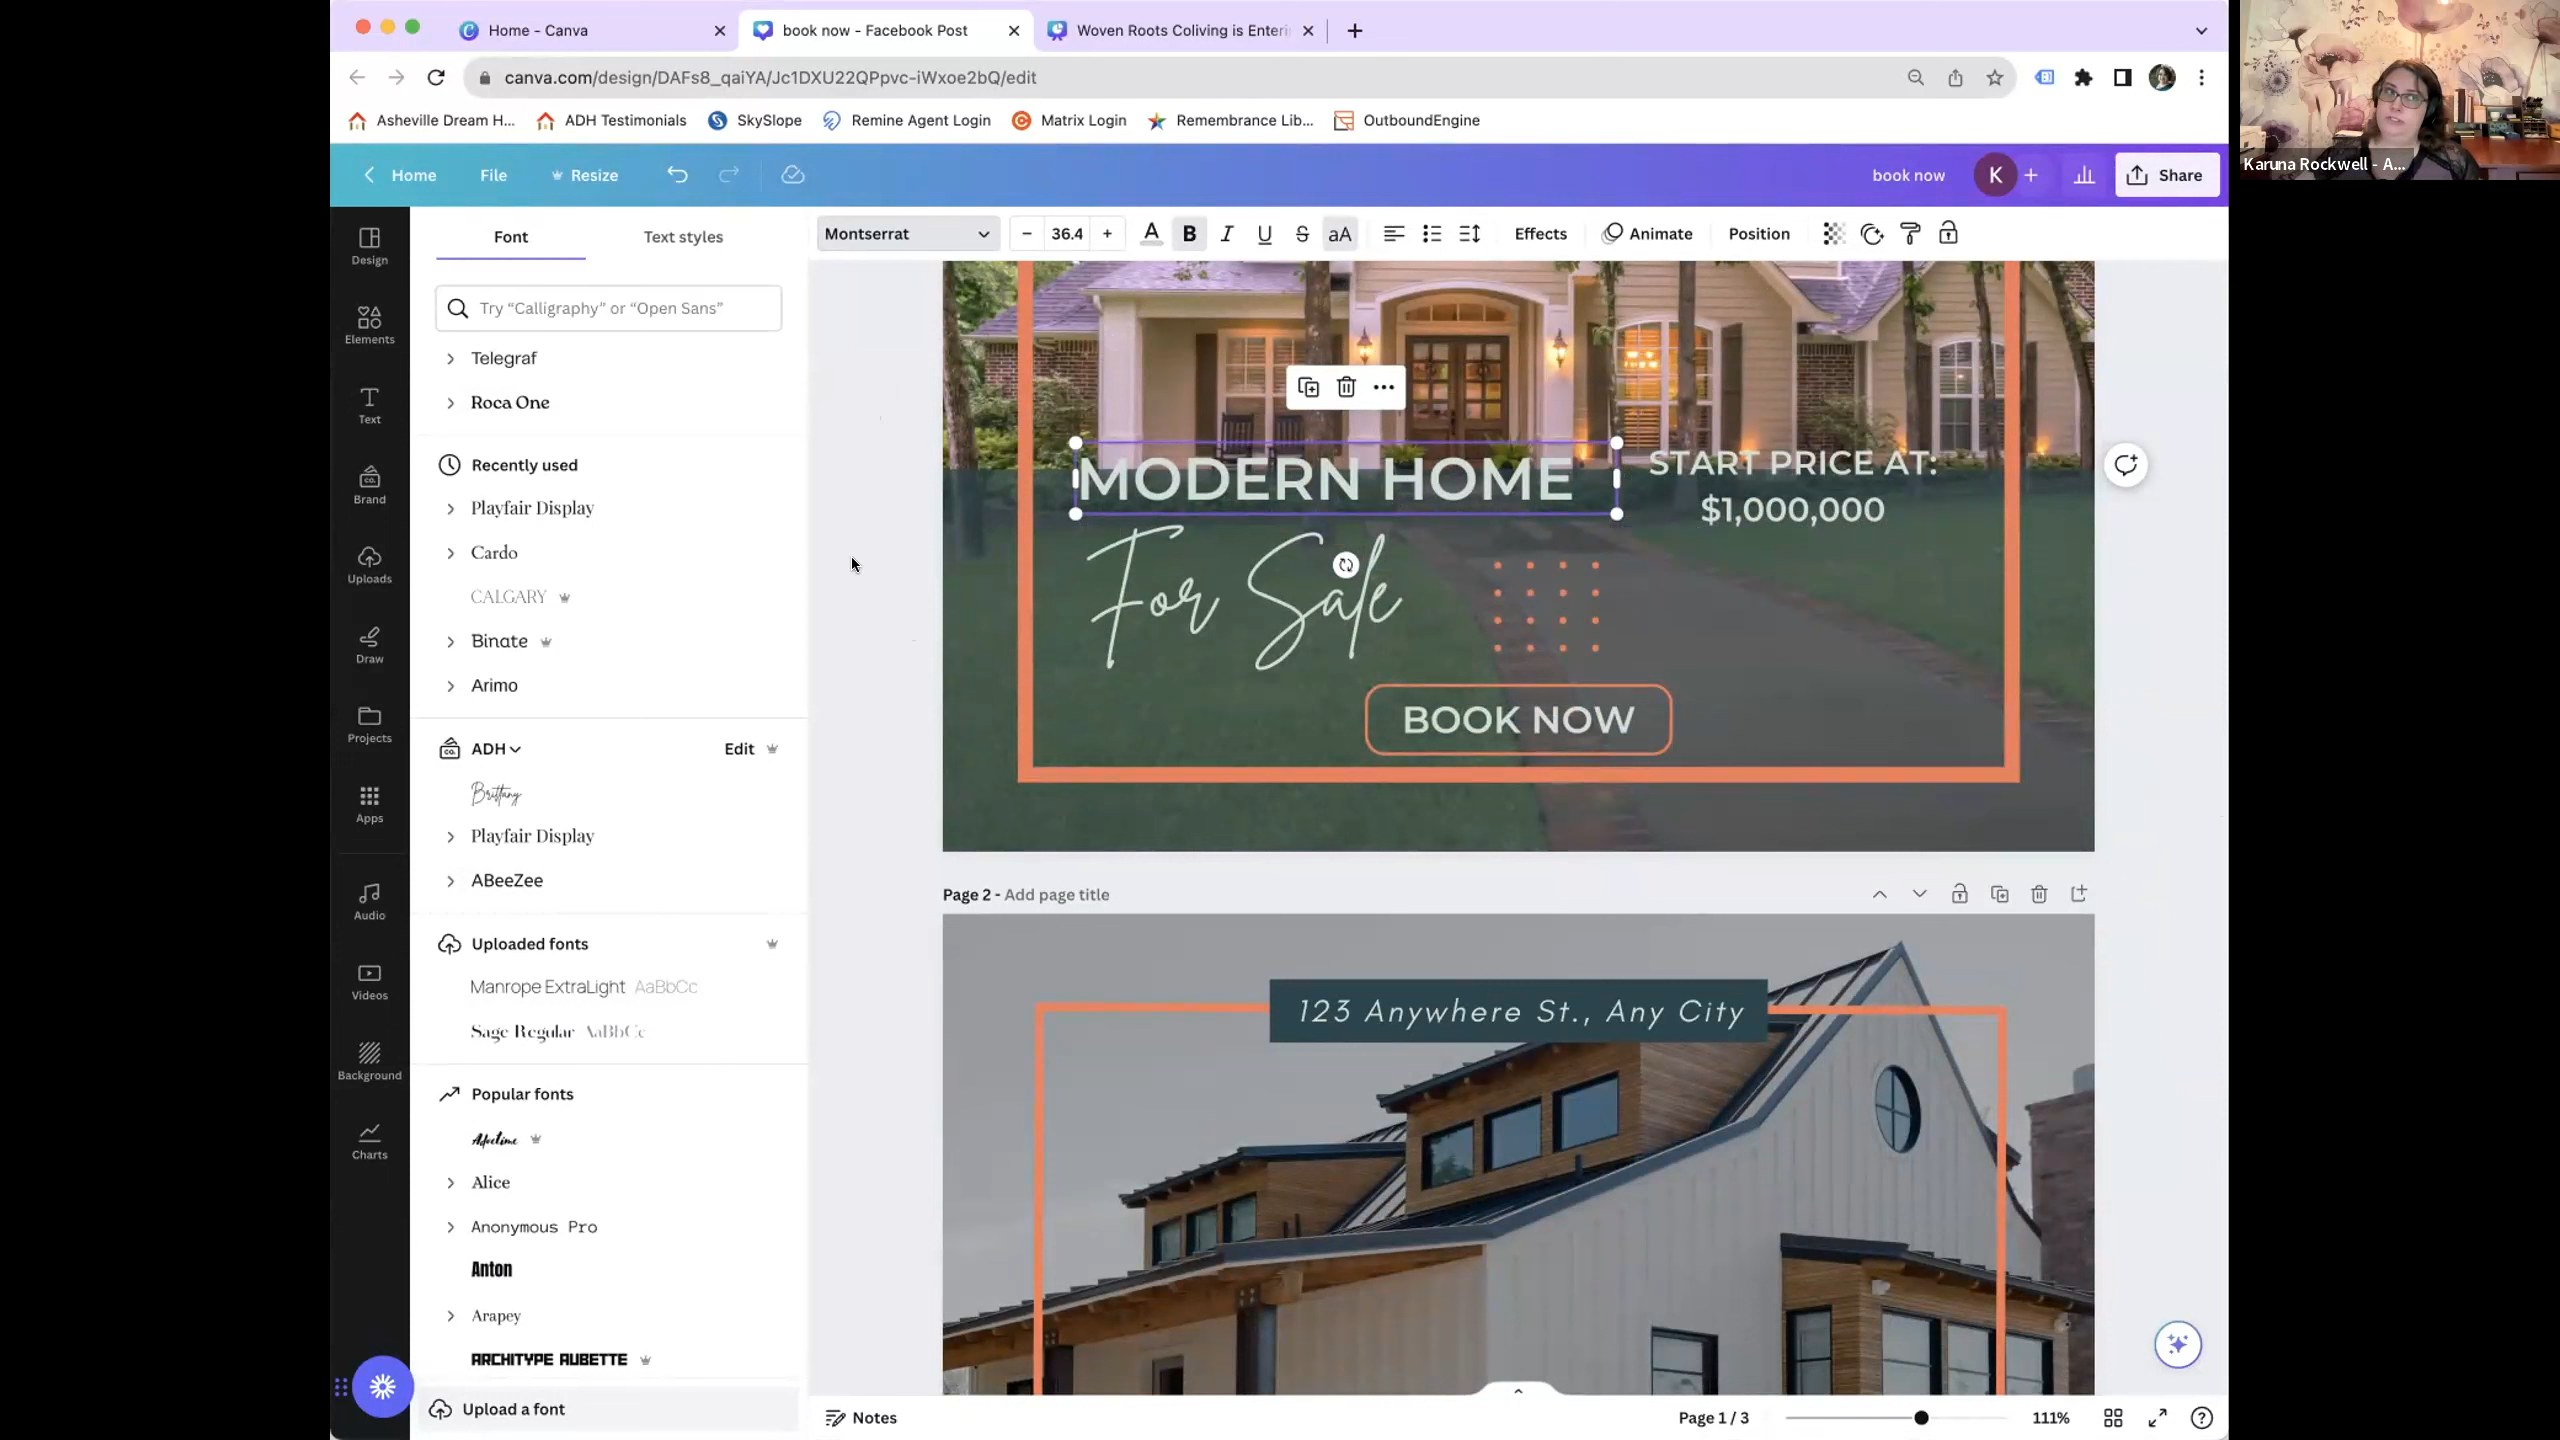 Home - Canva
book now - Facebook Post
Woven Roots Coliving is Enteri
canva.com/design/DAFs8_qaiYA/Jc1DXU22QPpvc-iWxoe2bQ/edit
Asheville Dream H...
ADH Testimonials
SkySlope
Remine Agent Login
Matrix Login
Remembrance Lib...
OutboundEngine
Karuna Rockwell - A...
Home
File
Resize
book now
K
Share
Design
Elements
Text
Brand
Uploads
Draw
Projects
Apps
Audio
Videos
Background
Charts
Font
Text styles
Try “Calligraphy” or “Open Sans”
Telegraf
Roca One
Recently used
Playfair Display
Cardo
CALGARY
Binate
Arimo
ADH
Edit
Brittany
Playfair Display
ABeeZee
Uploaded fonts
Manrope ExtraLight AaBbCc
Sage Regular AaBbCc
Popular fonts
Advetime
Alice
Anonymous Pro
Anton
Arapey
ARCHITYPE AUBETTE
Upload a font
Montserrat
36.4
A B I U S aA
Effects
Animate
Position
MODERN HOME
For Sale
START PRICE AT:
$1,000,000
BOOK NOW
Page 2 - Add page title
123 Anywhere St., Any City
Notes
Page 1 / 3
111%